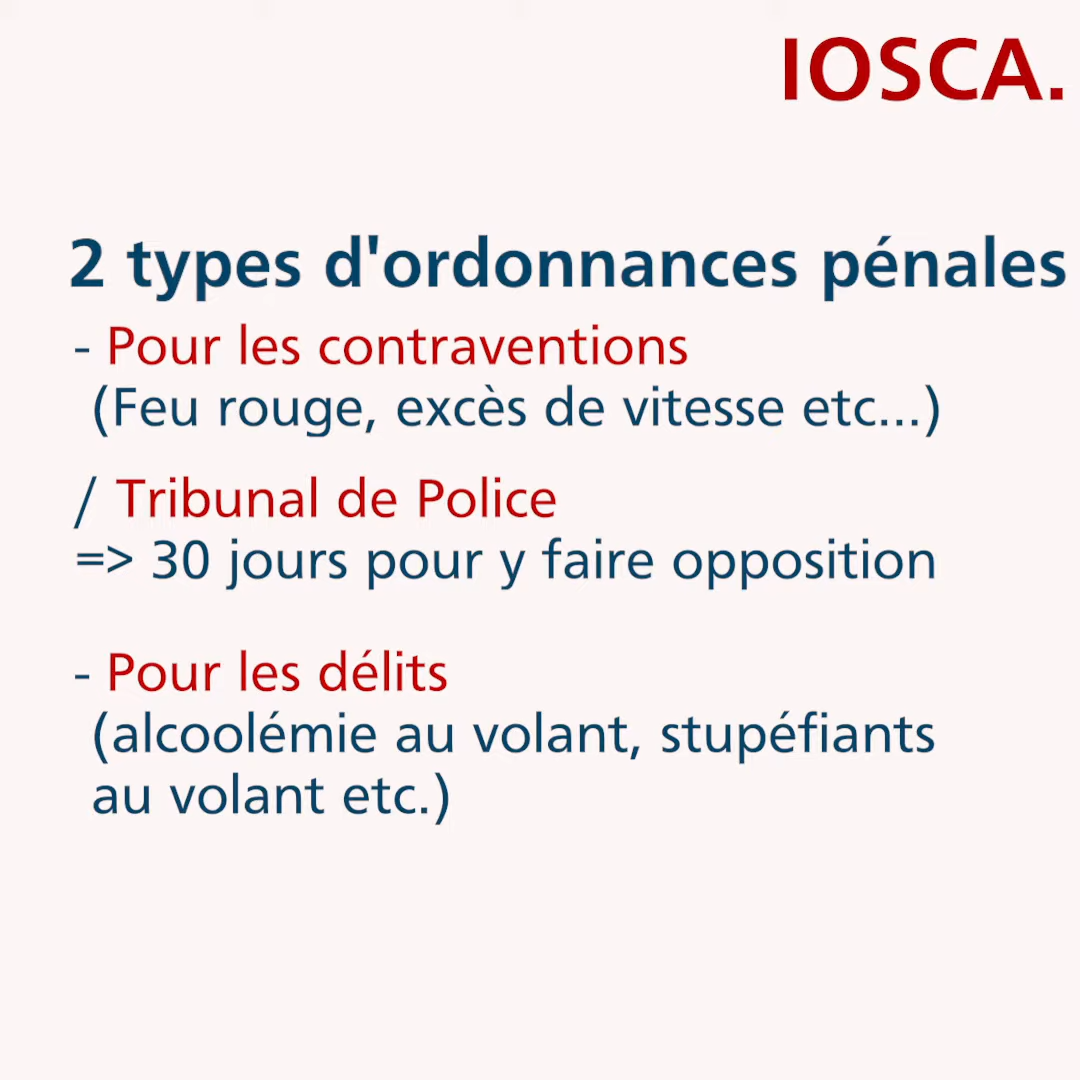 IOSCA.
2 types d'ordonnances pénales
- Pour les contraventions
(Feu rouge, excès de vitesse etc...)
/ Tribunal de Police
=> 30 jours pour y faire opposition
- Pour les délits
(alcoolémie au volant, stupéfiants
au volant etc.)